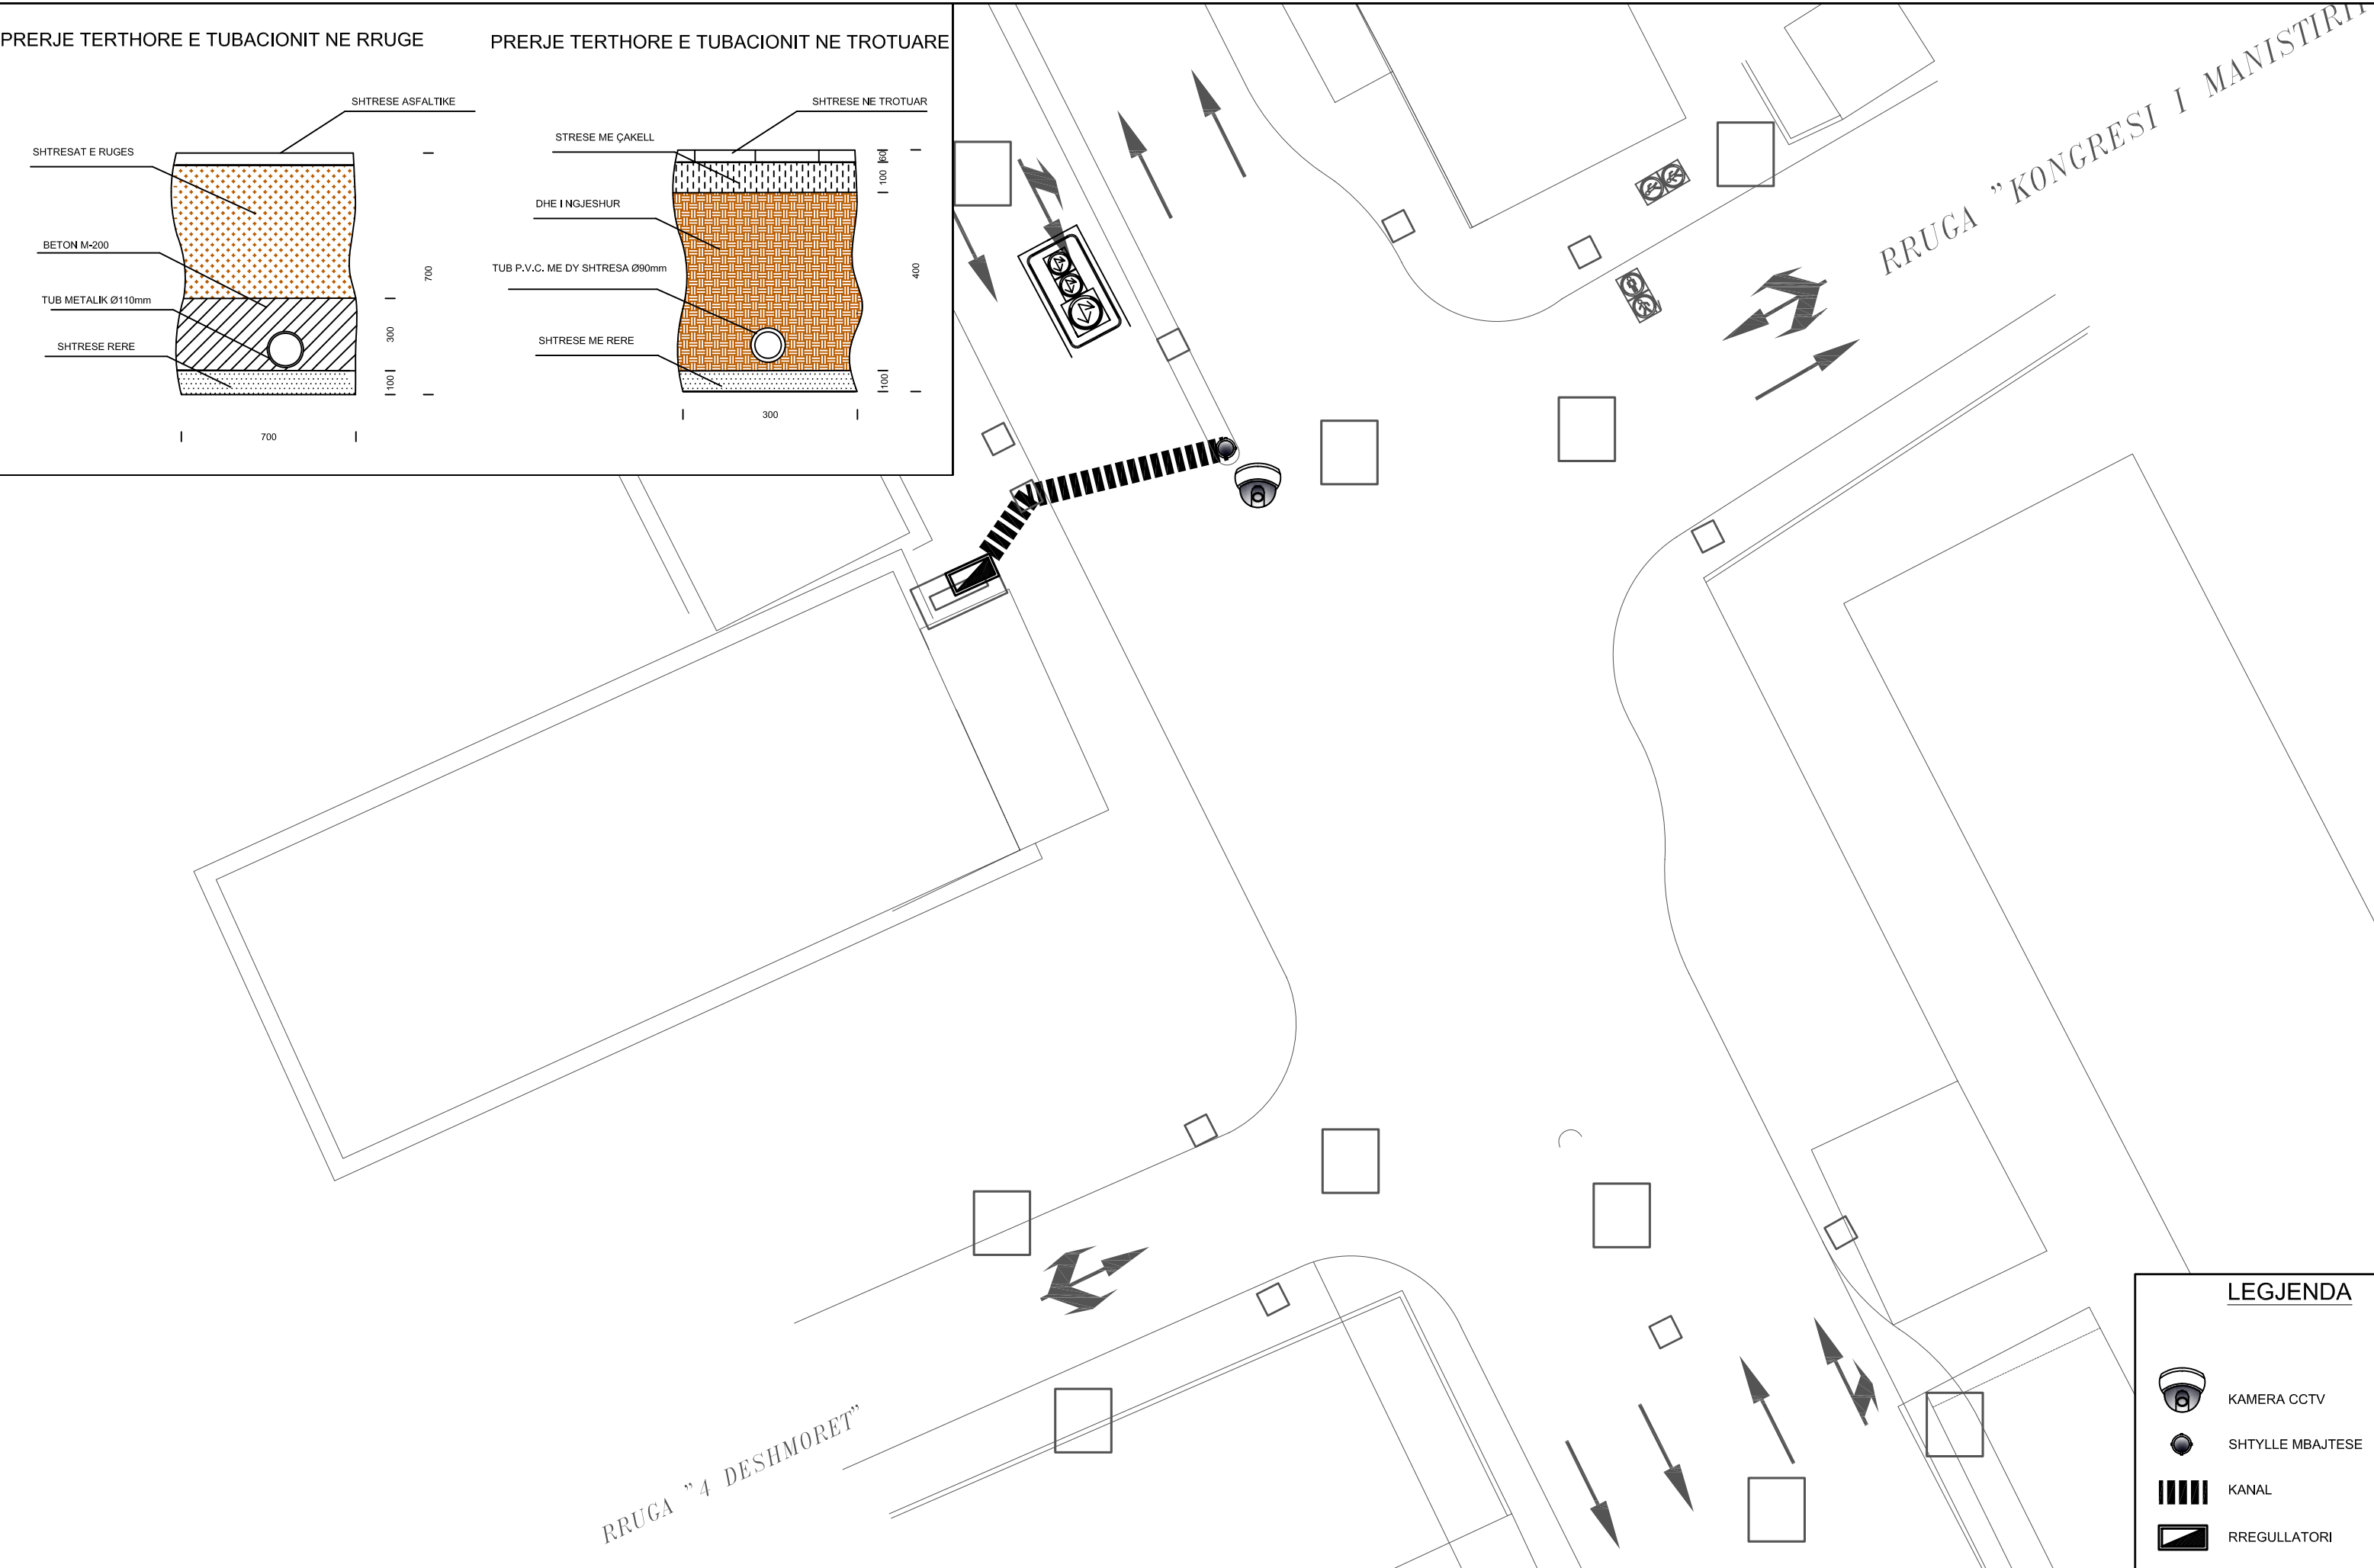 PRERJE TERTHORE E TUBACIONIT NE RRUGE
SHTRESE ASFALTIKE
SHTRESAT E RUGES
BETON M-200
TUB METALIK Ø110mm
SHTRESE RERE
700
300
100
700
PRERJE TERTHORE E TUBACIONIT NE TROTUARE
SHTRESE NE TROTUAR
STRESE ME ÇAKELL
DHE I NGJESHUR
TUB P.V.C. ME DY SHTRESA Ø90mm
SHTRESE ME RERE
60
100
400
100
300
RRUGA "KONGRESI I MANISTIRIT
RRUGA "4 DESHMORET"
LEGJENDA
KAMERA CCTV
SHTYLLE MBAJTESE
KANAL
RREGULLATORI